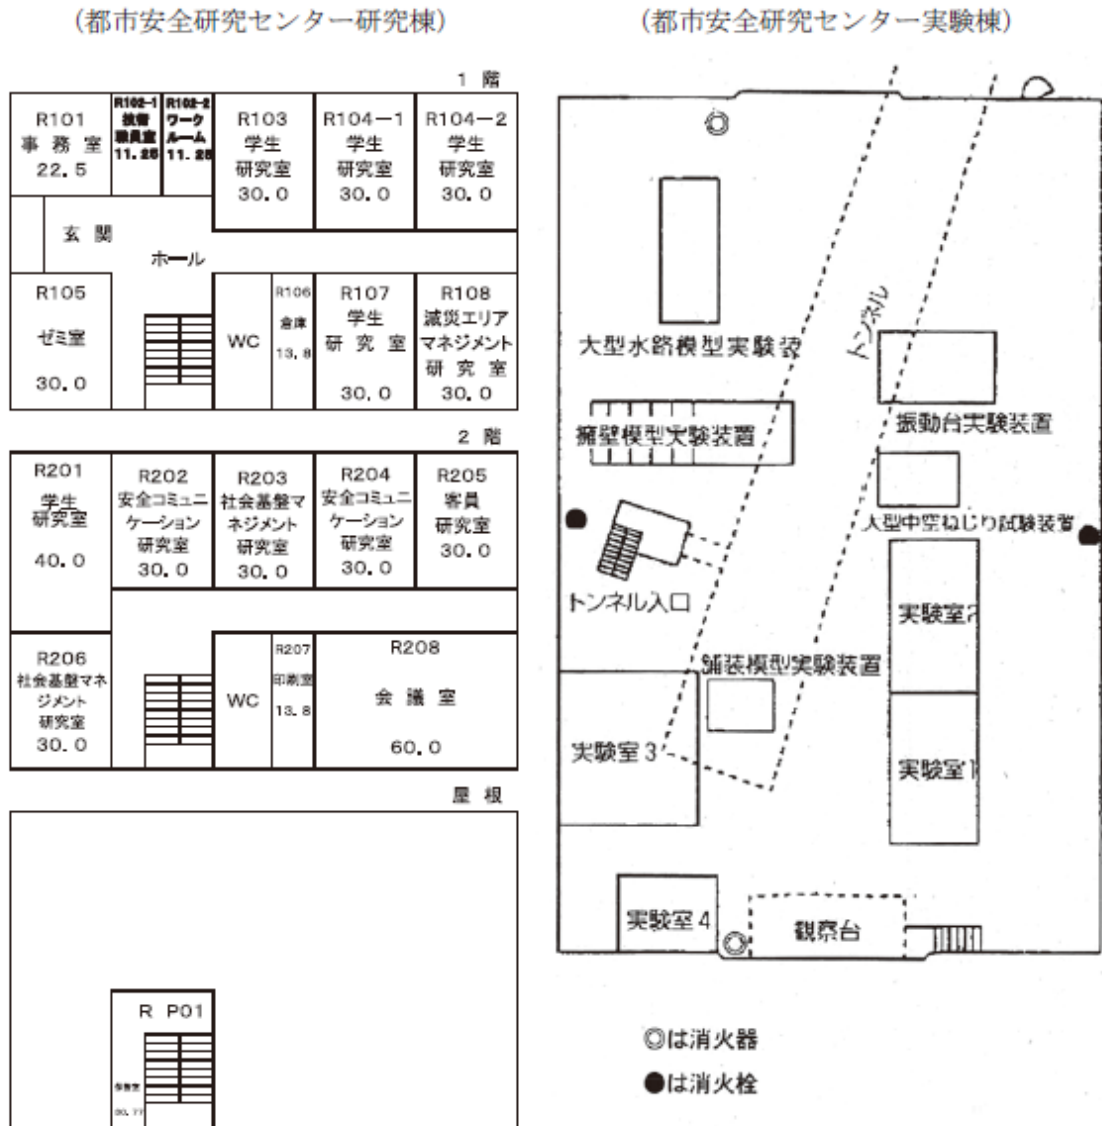 (都市安全研究センター研究棟)
1 階
R101
事 務 室
22.5
R102-1
技術
職員室
11.25
R102-2
ワーク
ルーム
11.25
R103
学生
研究室
30.0
R104-1
学生
研究室
30.0
R104-2
学生
研究室
30.0
玄 関
ホール
R105
ゼミ室
30.0
WC
R106
倉庫
13.8
R107
学生
研 究 室
30.0
R108
減災エリア
マネジメント
研 究 室
30.0
2 階
R201
学生
研究室
40.0
R202
安全コミュニ
ケーション
研究室
30.0
R203
社会基盤マ
ネジメント
研究室
30.0
R204
安全コミュニ
ケーション
研究室
30.0
R205
客員
研究室
30.0
R206
社会基盤マネ
ジメント
研究室
30.0
WC
R207
印刷室
13.8
R208
会 議 室
60.0
屋 根
R P01
30.77
(都市安全研究センター実験棟)
トンネル
大型水路模型実験装
振動台実験装置
擁壁模型実験装置
大型中空ねじり試験装置
トンネル入口
実験室2
舗装模型実験装置
実験室3
実験室1
実験室4
観察台
◎は消火器
●は消火栓